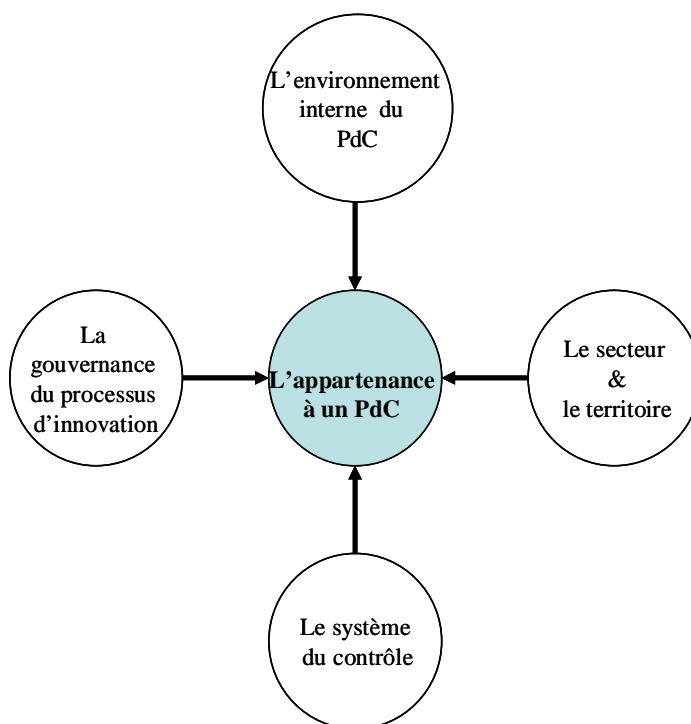 L’environnement
interne du
PdC
La
gouvernance
du processus
d’innovation
L’appartenance
à un PdC
Le secteur
&
le territoire
Le système
du contrôle